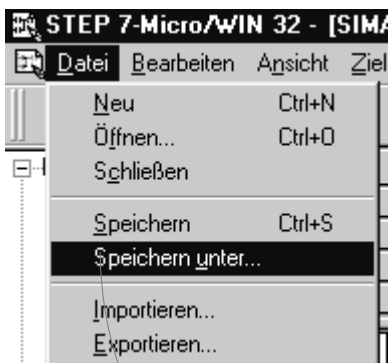 STEP 7-Micro/WIN 32 - [SIMA
Datei Bearbeiten Ansicht Ziel
Neu Ctrl+N
Öffnen... Ctrl+O
Schließen
Speichern Ctrl+S
Speichern unter...
Importieren...
Exportieren...